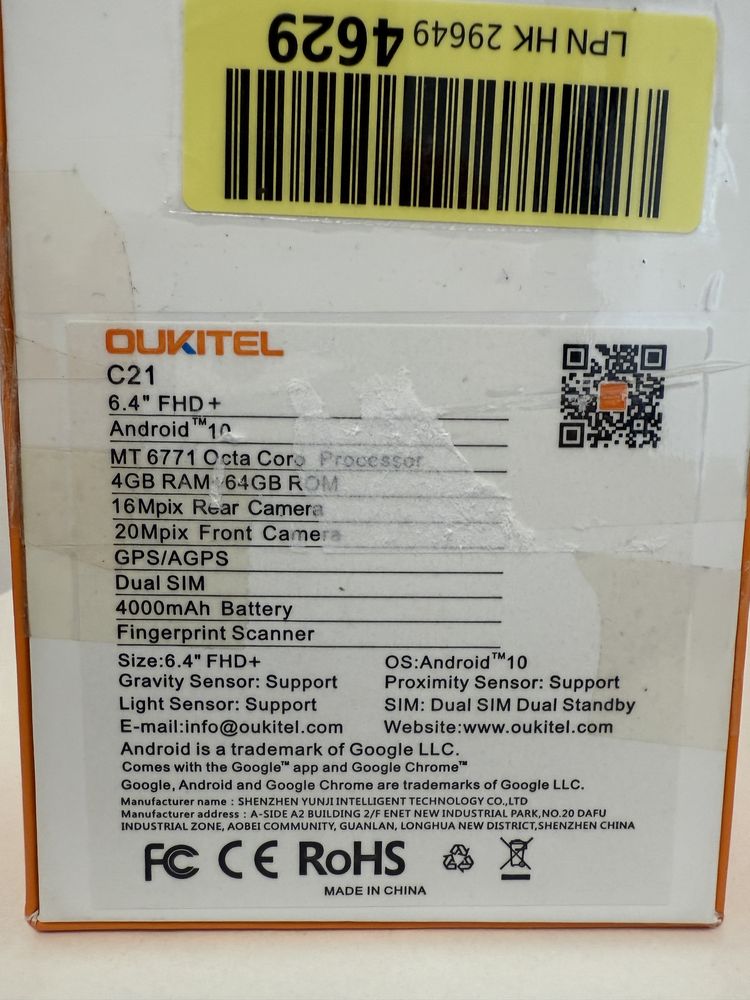 LPN HK 29649 4629
OUKITEL
C21
6.4" FHD+
Android™10
MT 6771 Octa Core Processor
4GB RAM+64GB ROM
16Mpix Rear Camera
20Mpix Front Camera
GPS/AGPS
Dual SIM
4000mAh Battery
Fingerprint Scanner
Size:6.4" FHD+ OS:Android™10
Gravity Sensor: Support Proximity Sensor: Support
Light Sensor: Support SIM: Dual SIM Dual Standby
E-mail:info@oukitel.com Website:www.oukitel.com
Android is a trademark of Google LLC.
Comes with the Google™ app and Google Chrome™
Google, Android and Google Chrome are trademarks of Google LLC.
Manufacturer name : SHENZHEN YUNJI INTELLIGENT TECHNOLOGY CO.,LTD
Manufacturer address : A-SIDE A2 BUILDING 2/F ENET NEW INDUSTRIAL PARK,NO.20 DAFU
INDUSTRIAL ZONE, AOBEI COMMUNITY, GUANLAN, LONGHUA NEW DISTRICT,SHENZHEN CHINA
FC CE RoHS
MADE IN CHINA